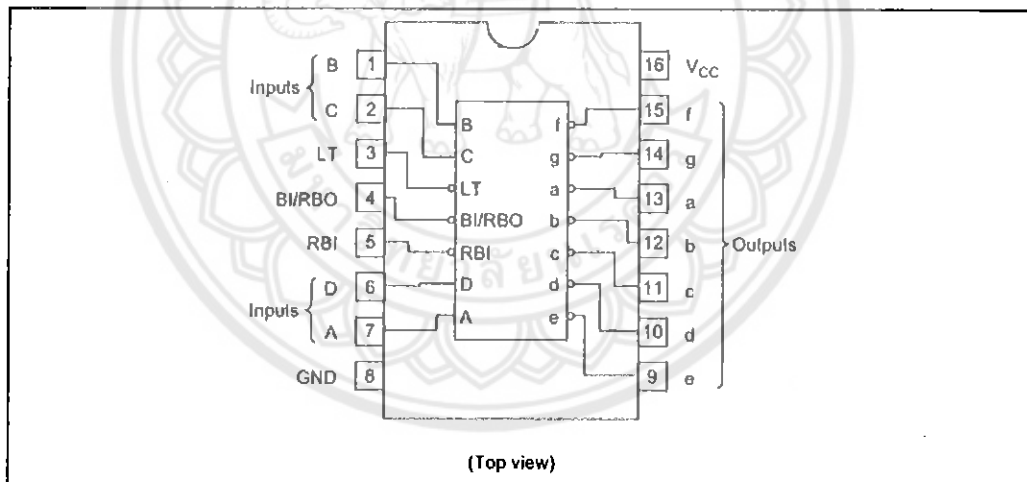 Inputs
B 1
C 2
LT 3
BI/RBO 4
RBI 5
Inputs
D 6
A 7
GND 8
B
C
LT
BI/RBO
RBI
D
A
f
g
a
b
c
d
e
16 VCC
15 f
14 g
13 a
12 b
11 c
10 d
9 e
Outputs
(Top view)